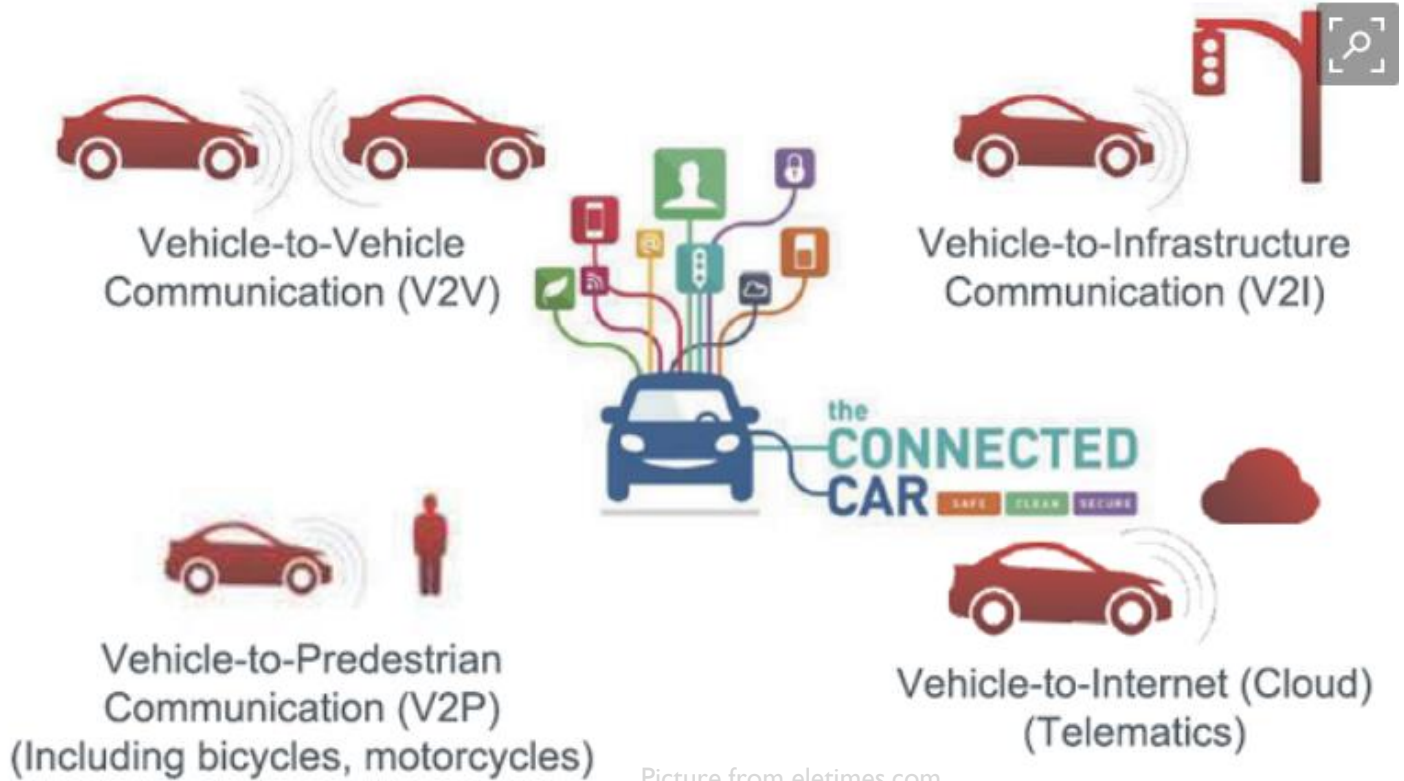 Vehicle-to-Vehicle
Communication (V2V)
Vehicle-to-Infrastructure
Communication (V2I)
@
the
CONNECTED
CAR SAFE CLEAN SECURE
Vehicle-to-Predestrian
Communication (V2P)
(Including bicycles, motorcycles)
Vehicle-to-Internet (Cloud)
(Telematics)
Picture from eletimes.com